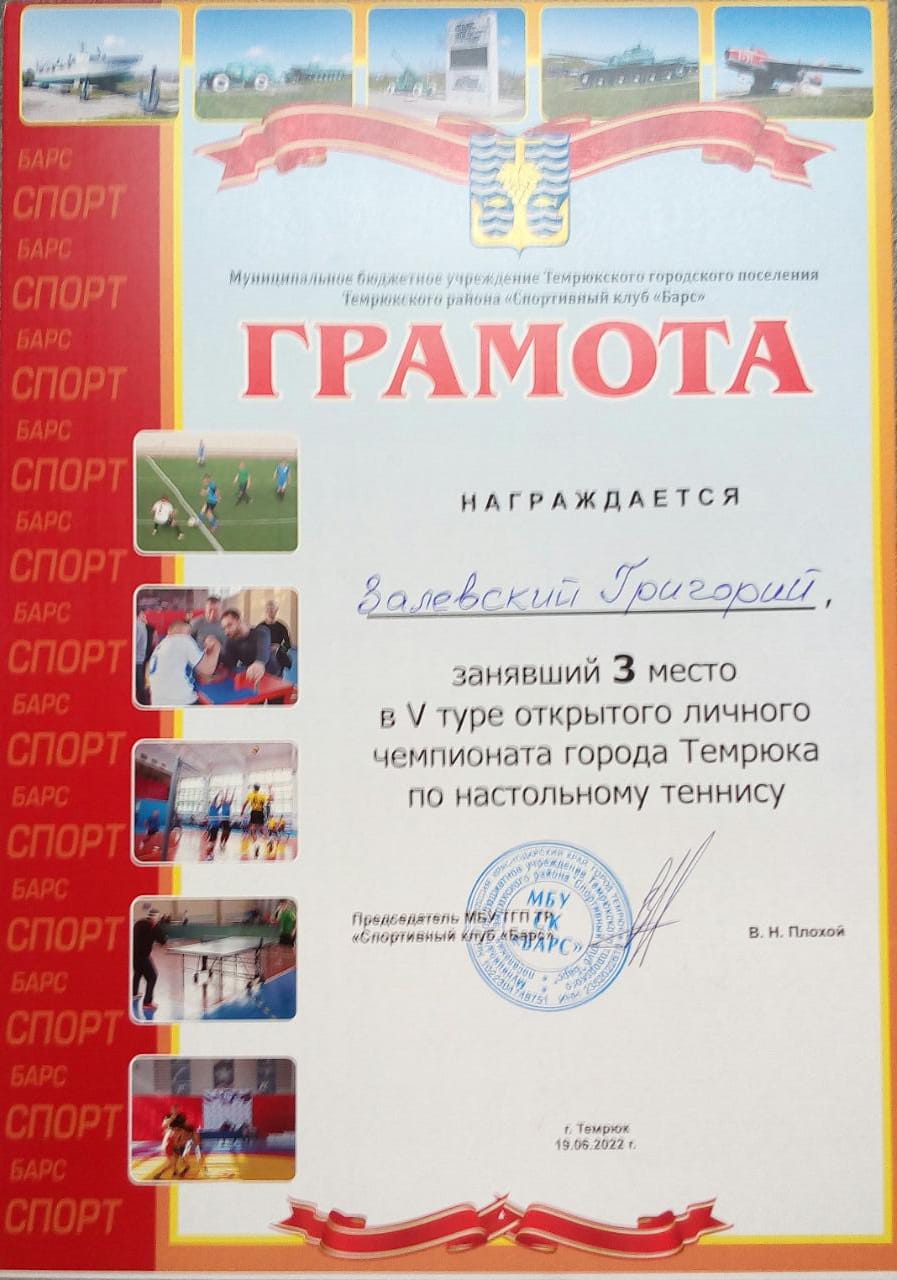 БАРС
СПОРТ
БАРС
СПОРТ
БАРС
СПОРТ
БАРС
СПОРТ
БАРС
СПОРТ
БАРС
СПОРТ
БАРС
СПОРТ
БАРС
СПОРТ
БАРС
СПОРТ
БАРС
СПОРТ
БАРС
СПОРТ
БАРС
СПОРТ
Муниципальное бюджетное учреждение Темрюкского городского поселения
Темрюкского района «Спортивный клуб «Барс»
ГРАМОТА
НАГРАЖДАЕТСЯ
Залевский Григорий,
занявший 3 место
в V туре открытого личного
чемпионата города Темрюка
по настольному теннису
Председатель МБУ ТГП ТР
«Спортивный клуб «Барс»
МБУ
"БАРС"
В. Н. Плохой
г. Темрюк
19.06.2022 г.